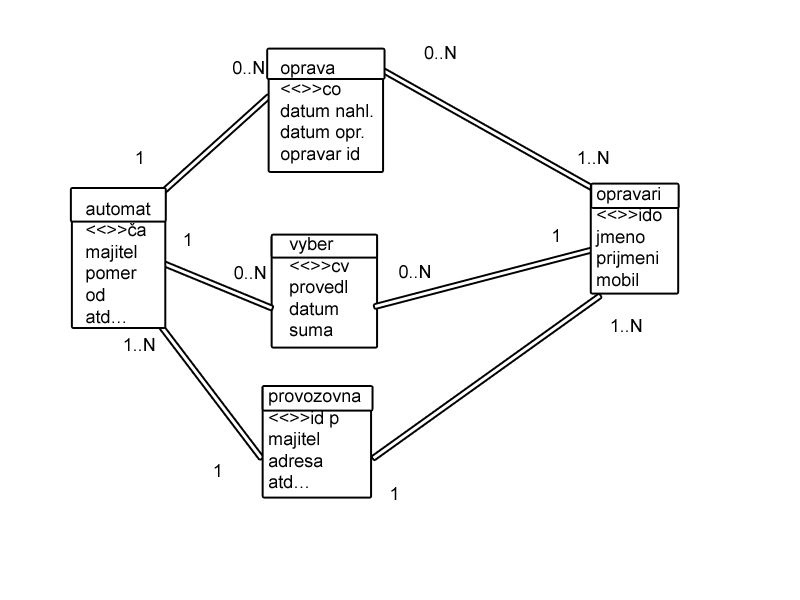 0..N
oprava
<<>>co
datum nahl.
datum opr.
opravar id
0..N
1
1..N
automat
<<>>ča
majitel
pomer
od
atd...
1
0..N
vyber
<<>>cv
provedl
datum
suma
0..N
1
opravari
<<>>ido
jmeno
prijmeni
mobil
1..N
1..N
1
provozovna
<<>>id p
majitel
adresa
atd...
1